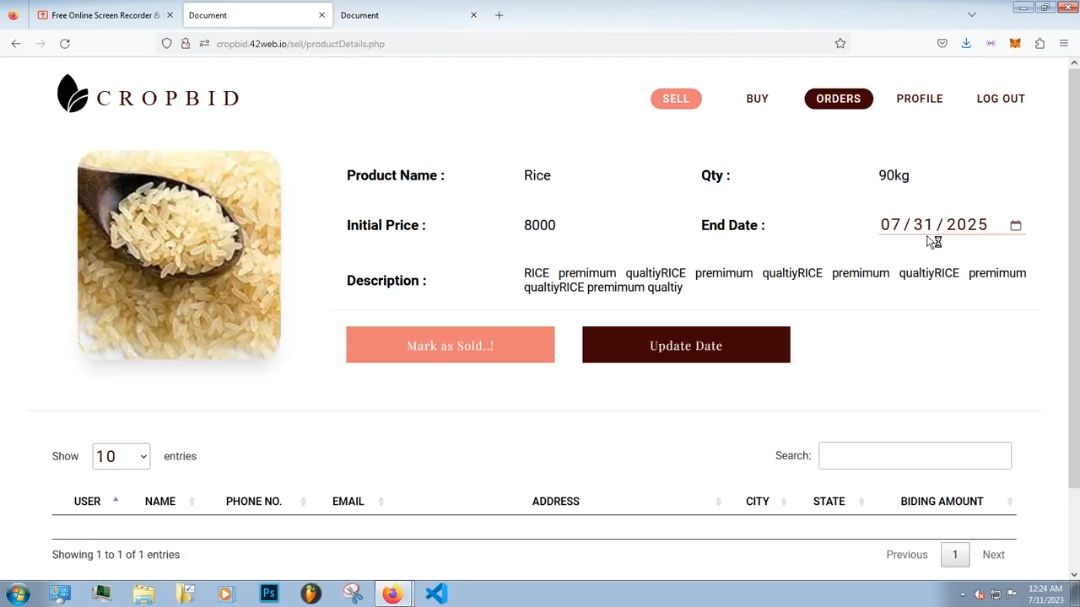 Free Online Screen Recorder &
Document
Document
cropbid.42web.io/sell/productDetails.php
CROPBID
SELL
BUY
ORDERS
PROFILE
LOG OUT
Product Name :
Rice
Qty :
90kg
Initial Price :
8000
End Date :
07/31/2025
Description :
RICE premimum qualtiyRICE premimum qualtiyRICE premimum qualtiyRICE premimum
qualtiyRICE premimum qualtiy
Mark as Sold..!
Update Date
Show 10 entries
Search:
USER NAME PHONE NO. EMAIL ADDRESS CITY STATE BIDING AMOUNT
Showing 1 to 1 of 1 entries
Previous 1 Next
Ps
12:24 AM
7/11/2023